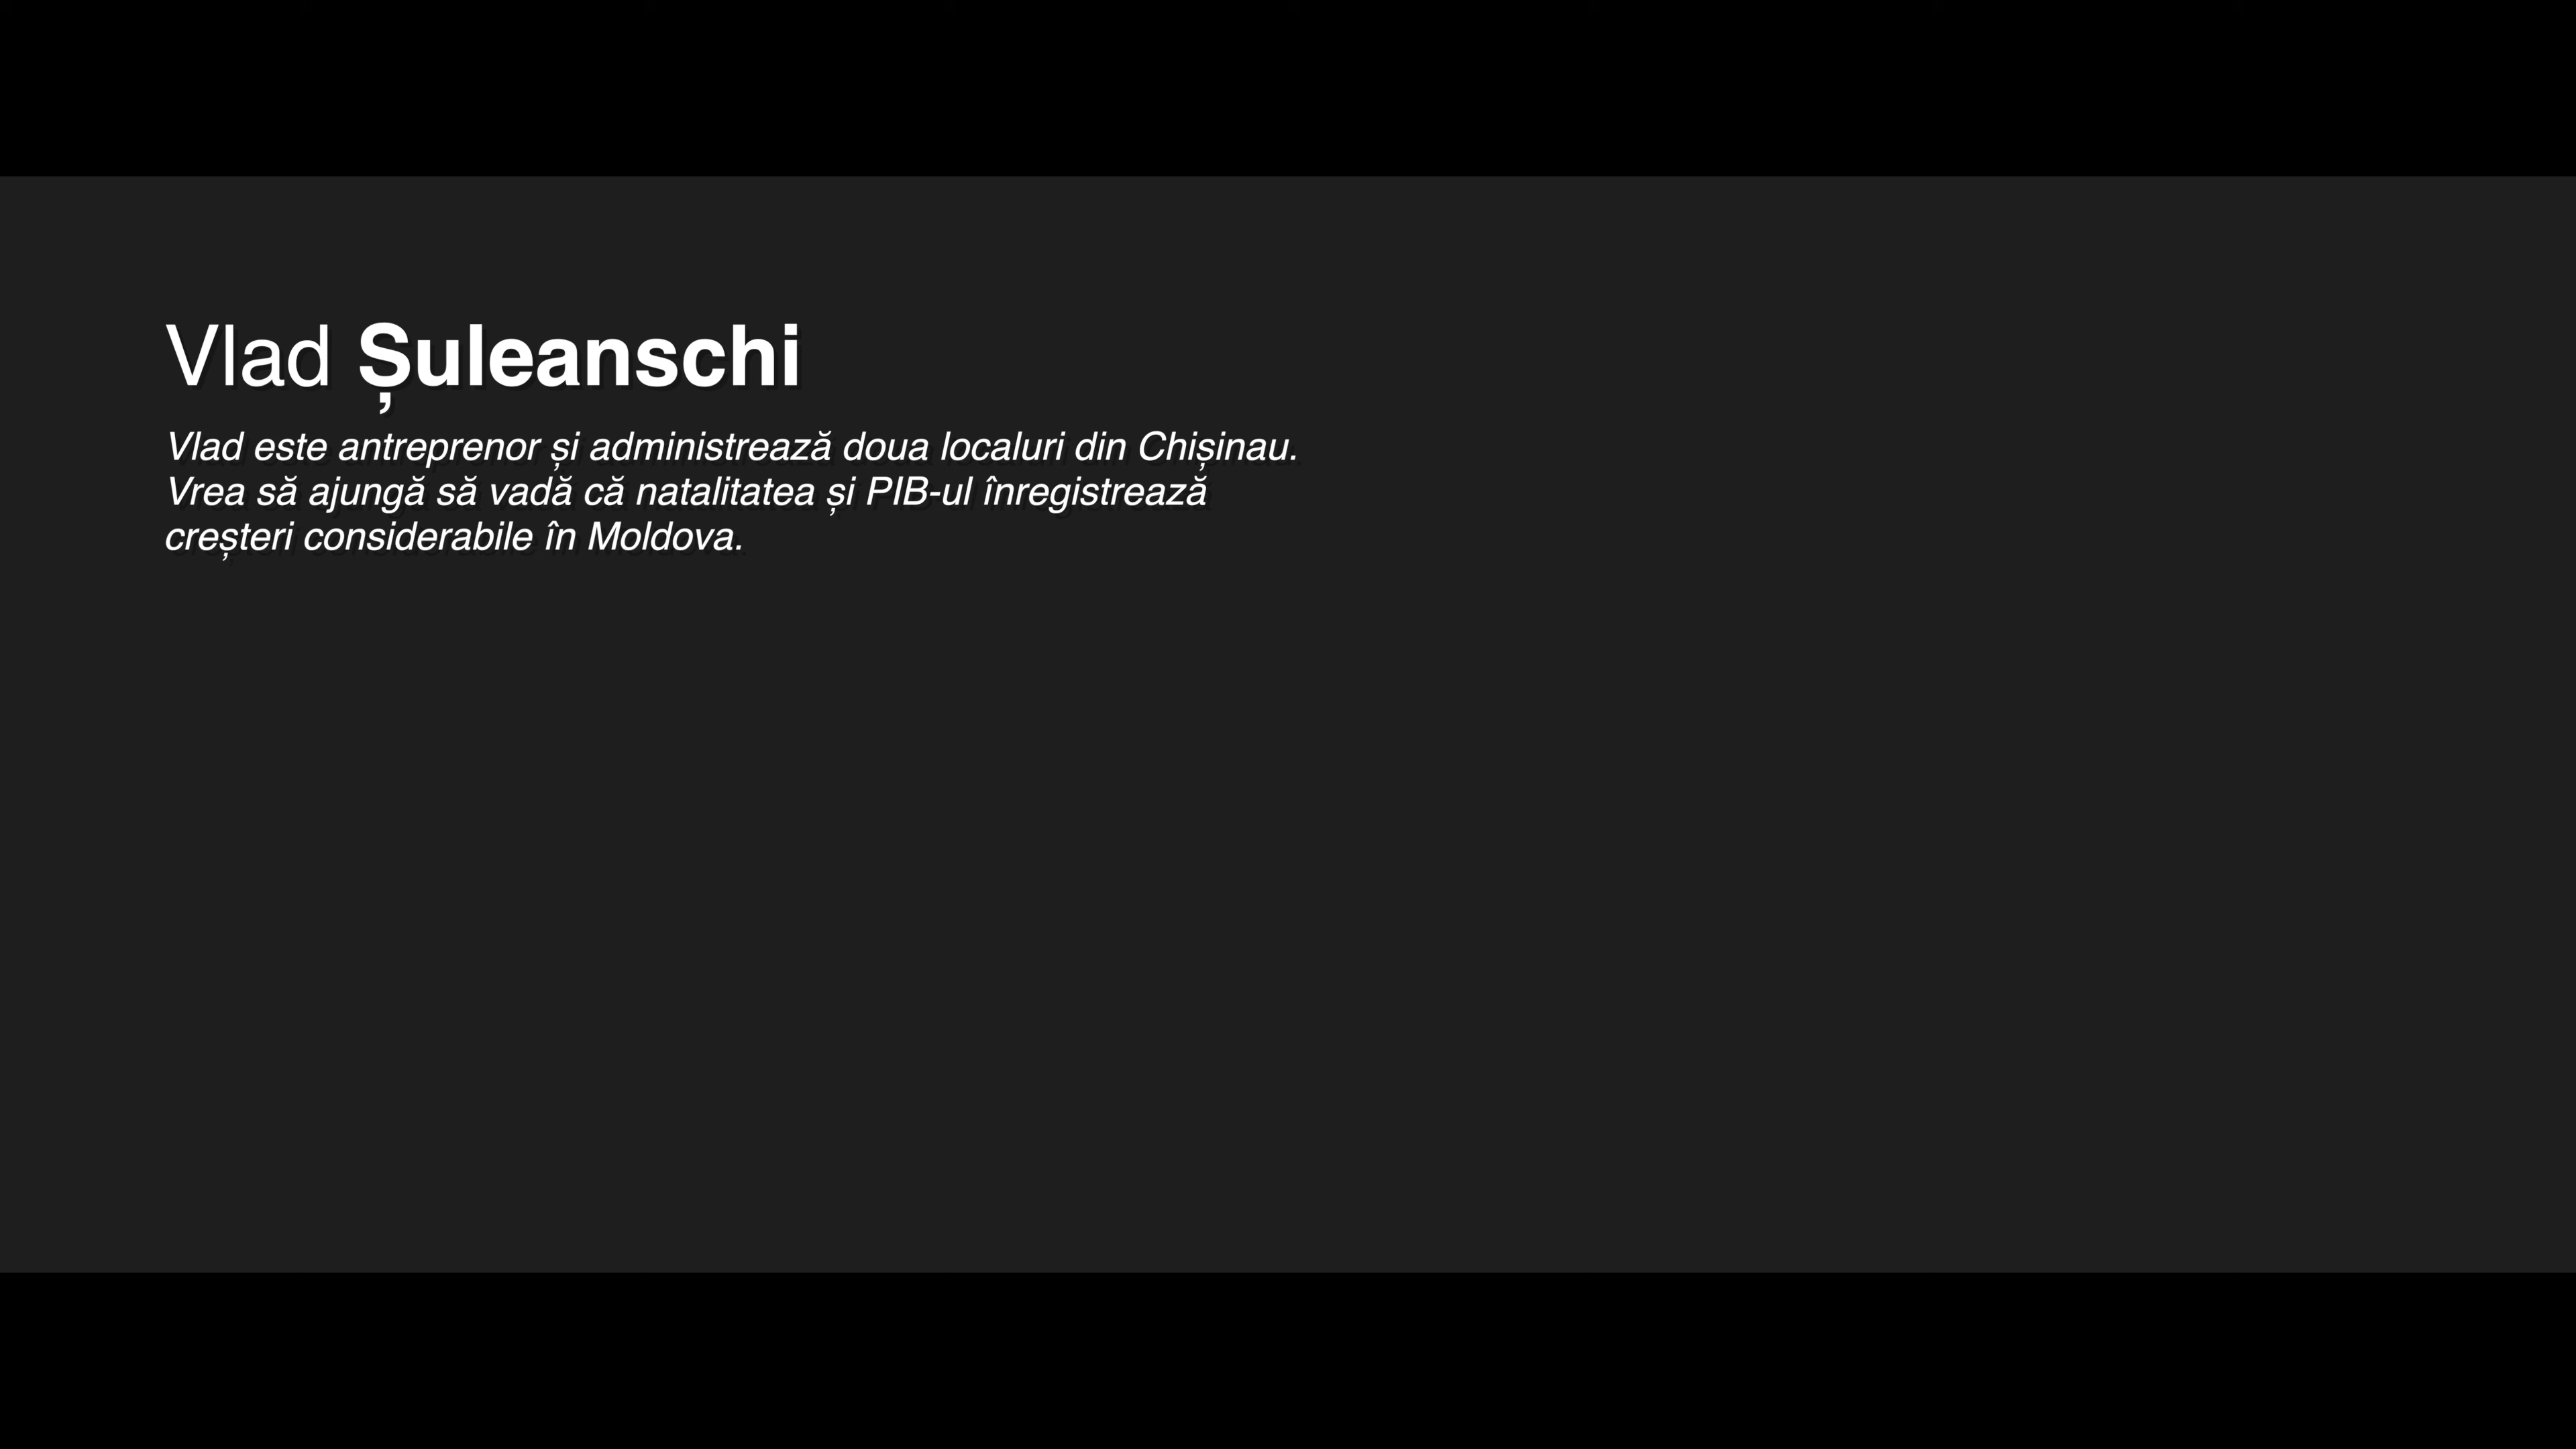 Vlad Șuleanschi
Vlad este antreprenor și administrează doua localuri din Chișinau.
Vrea să ajungă să vadă că natalitatea și PIB-ul înregistrează
creșteri considerabile în Moldova.